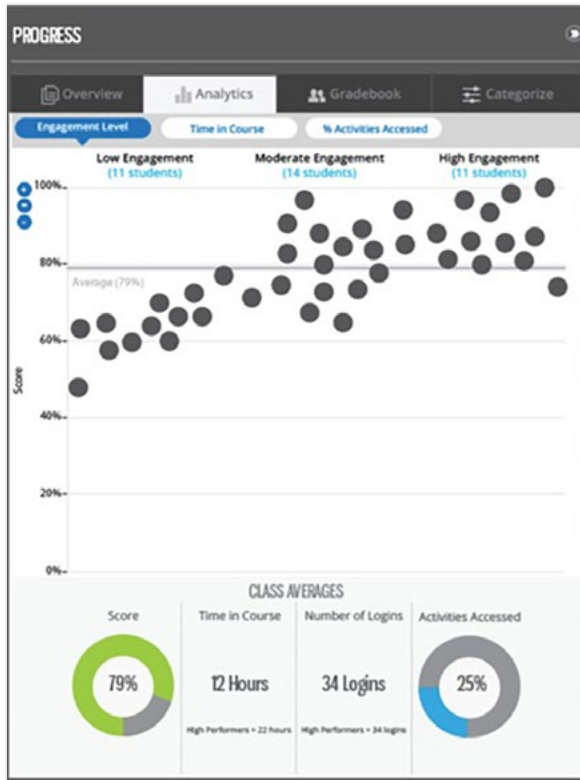 PROGRESS
Overview
Analytics
Gradebook
Categorize
Engagement Level
Time in Course
% Activities Accessed
Low Engagement
(11 students)
Moderate Engagement
(14 students)
High Engagement
(11 students)
100%
80%
Average (79%)
60%
Score
40%
20%
0%
CLASS AVERAGES
Score
Time in Course
Number of Logins
Activities Accessed
79%
12 Hours
34 Logins
25%
High Performers = 22 hours
High Performers = 34 logins